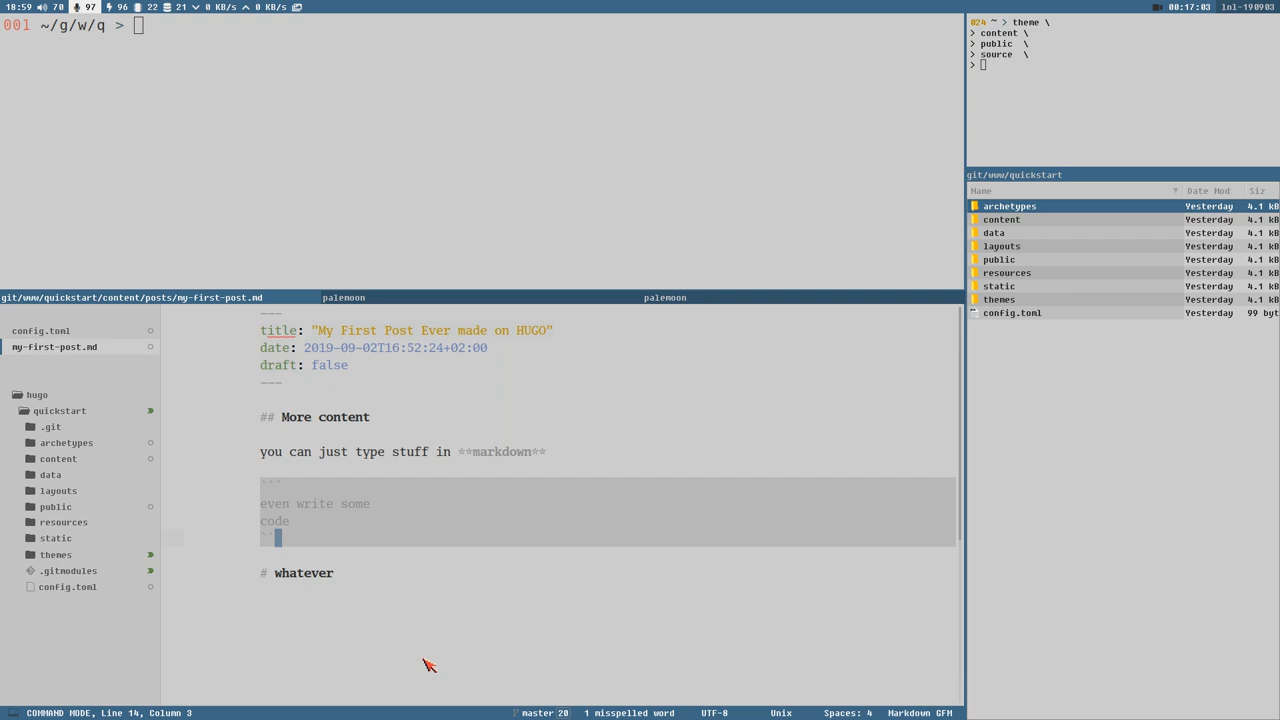 18:59 70 97 96 22 21 0 KB/s 0 KB/s 00:17:03 lnl-190903
001 ~/g/w/q >
024 ~ > theme \
> content \
> public \
> source \
>
git/www/quickstart
Name Date Mod Siz
archetypes Yesterday 4.1 kB
content Yesterday 4.1 kB
data Yesterday 4.1 kB
layouts Yesterday 4.1 kB
public Yesterday 4.1 kB
resources Yesterday 4.1 kB
static Yesterday 4.1 kB
themes Yesterday 4.1 kB
config.toml Yesterday 99 byt
git/www/quickstart/content/posts/my-first-post.md palemoon palemoon
config.toml
my-first-post.md
hugo
quickstart
.git
archetypes
content
data
layouts
public
resources
static
themes
.gitmodules
config.toml
---
title: "My First Post Ever made on HUGO"
date: 2019-09-02T16:52:24+02:00
draft: false
---
## More content
you can just type stuff in **markdown**
```
even write some
code
```
# whatever
COMMAND MODE, Line 14, Column 3 master 20 1 misspelled word UTF-8 Unix Spaces: 4 Markdown GFM